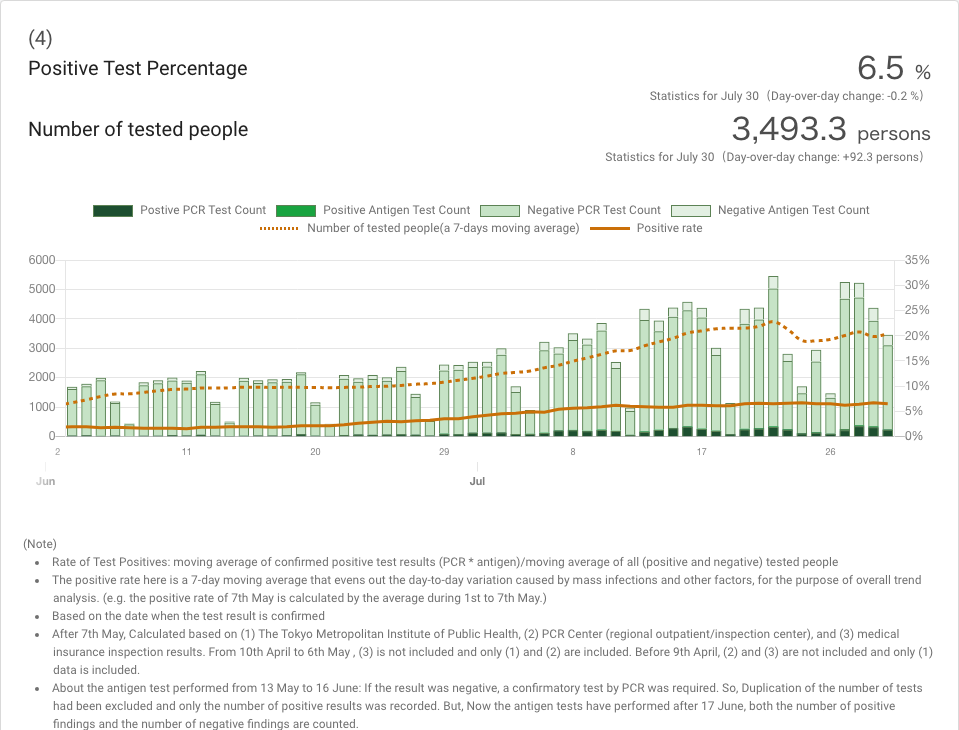 (4)
Positive Test Percentage
6.5 %
Statistics for July 30（Day-over-day change: -0.2 %）
Number of tested people
3,493.3 persons
Statistics for July 30（Day-over-day change: +92.3 persons）
Postive PCR Test Count Positive Antigen Test Count Negative PCR Test Count Negative Antigen Test Count
Number of tested people(a 7-days moving average) Positive rate
6000 35%
5000 30%
4000 25%
3000 20%
2000 15%
1000 10%
0 5%
0%
2 11 20 29 8 17 26
Jun Jul
(Note)
• Rate of Test Positives: moving average of confirmed positive test results (PCR * antigen)/moving average of all (positive and negative) tested people
• The positive rate here is a 7-day moving average that evens out the day-to-day variation caused by mass infections and other factors, for the purpose of overall trend
analysis. (e.g. the positive rate of 7th May is calculated by the average during 1st to 7th May.)
• Based on the date when the test result is confirmed
• After 7th May, Calculated based on (1) The Tokyo Metropolitan Institute of Public Health, (2) PCR Center (regional outpatient/inspection center), and (3) medical
insurance inspection results. From 10th April to 6th May , (3) is not included and only (1) and (2) are included. Before 9th April, (2) and (3) are not included and only (1)
data is included.
• About the antigen test performed from 13 May to 16 June: If the result was negative, a confirmatory test by PCR was required. So, Duplication of the number of tests
had been excluded and only the number of positive results was recorded. But, Now the antigen tests have performed after 17 June, both the number of positive
findings and the number of negative findings are counted.